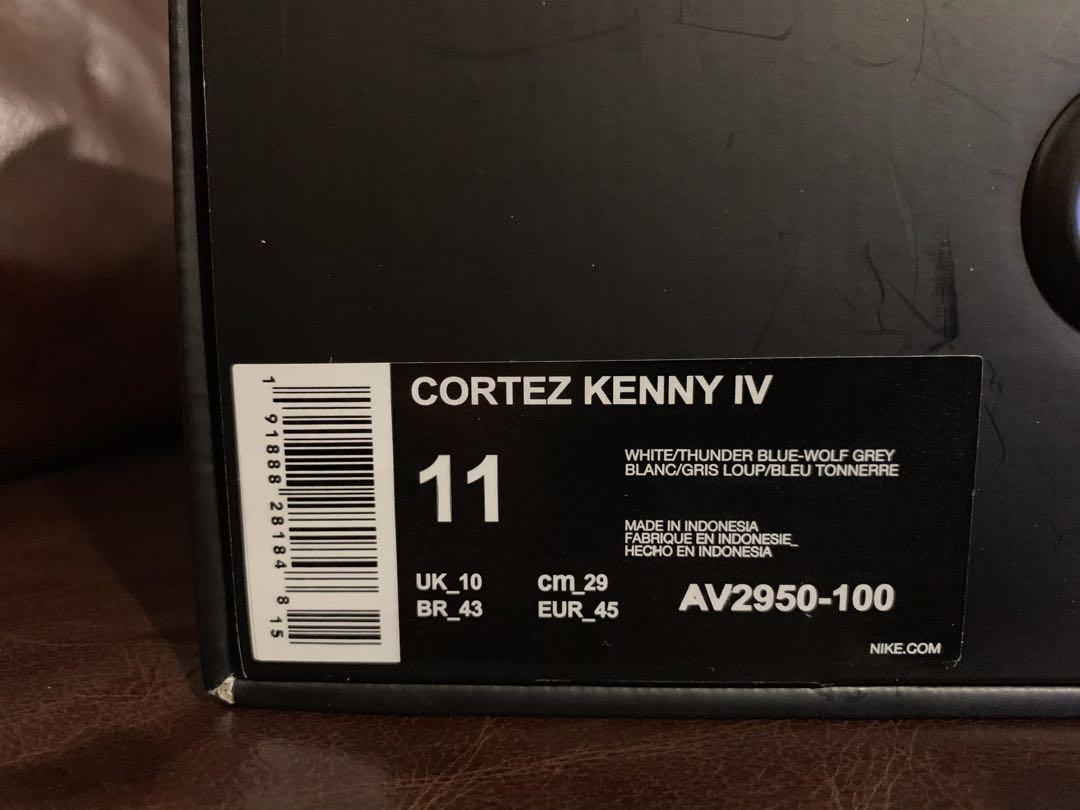 CORTEZ KENNY IV
11
WHITE/THUNDER BLUE-WOLF GREY
BLANC/GRIS LOUP/BLEU TONNERRE
MADE IN INDONESIA
FABRIQUE EN INDONESIE_
HECHO EN INDONESIA
UK_10 cm_29
BR_43 EUR_45
AV2950-100
NIKE.COM
1 91888 28184 8 15